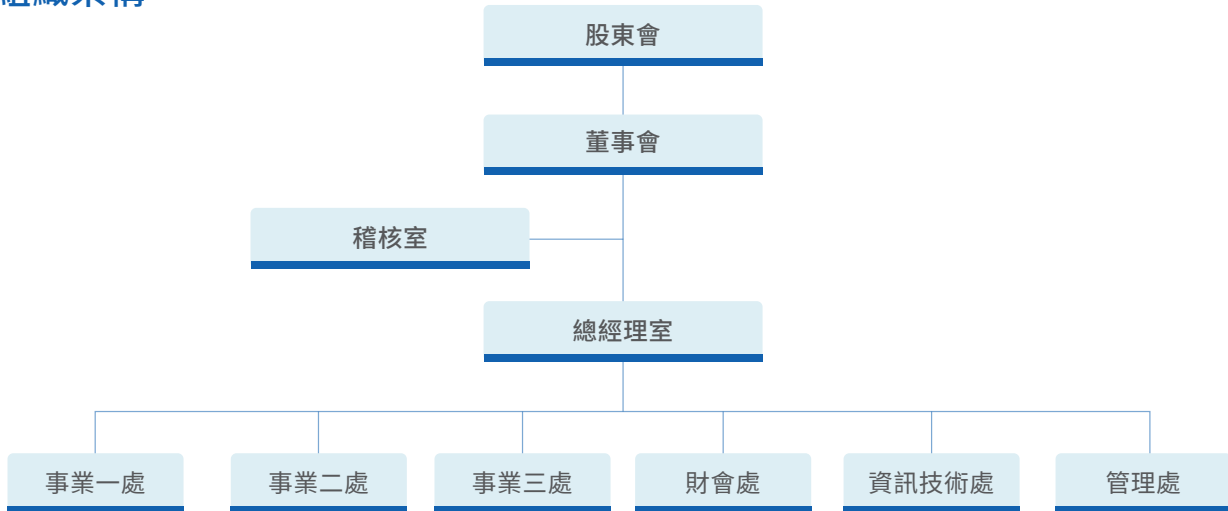 股東會
董事會
稽核室
總經理室
事業一處
事業二處
事業三處
財會處
資訊技術處
管理處